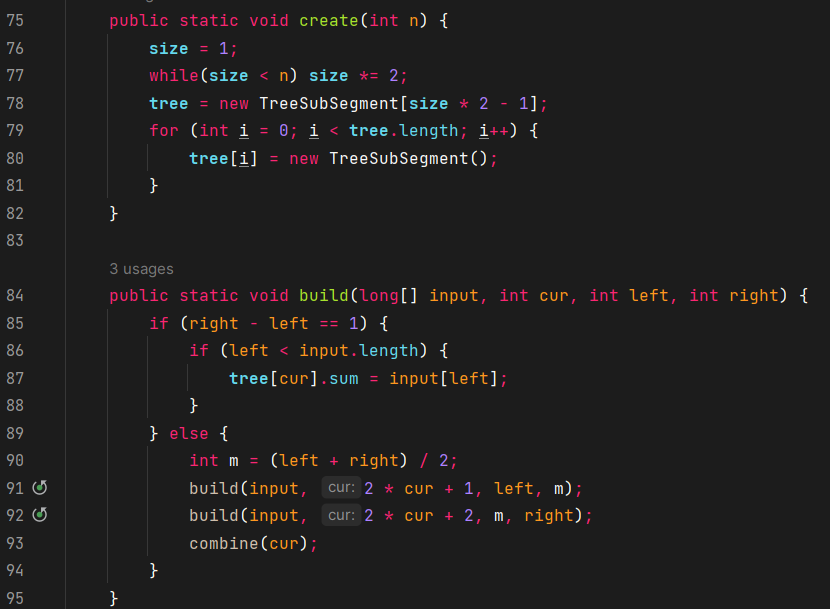 75 public static void create(int n) {
76 size = 1;
77 while(size < n) size *= 2;
78 tree = new TreeSubSegment[size * 2 - 1];
79 for (int i = 0; i < tree.length; i++) {
80 tree[i] = new TreeSubSegment();
81 }
82 }
83
3 usages
84 public static void build(long[] input, int cur, int left, int right) {
85 if (right - left == 1) {
86 if (left < input.length) {
87 tree[cur].sum = input[left];
88 }
89 } else {
90 int m = (left + right) / 2;
91 build(input, cur: 2 * cur + 1, left, m);
92 build(input, cur: 2 * cur + 2, m, right);
93 combine(cur);
94 }
95 }